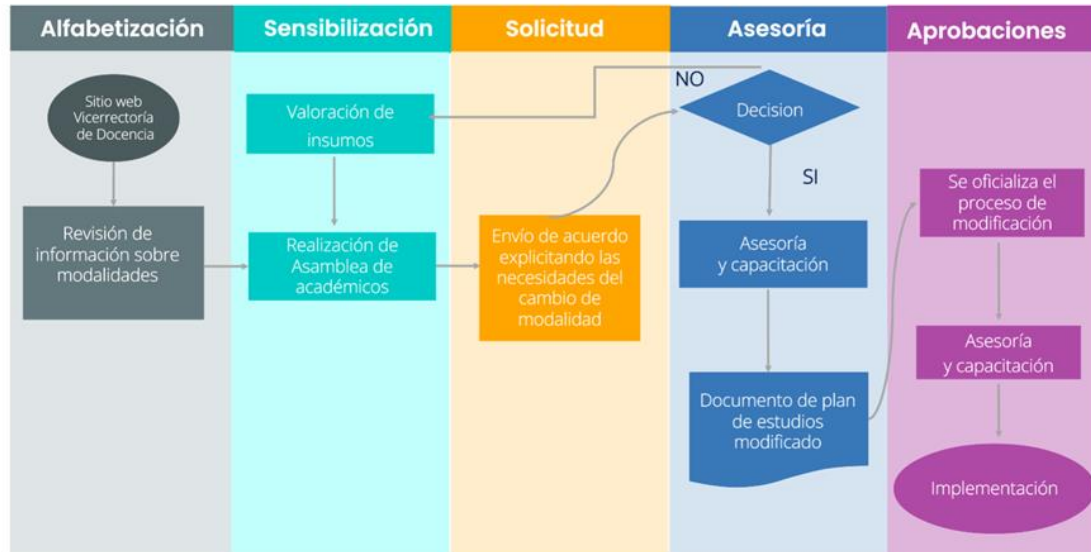 Alfabetización
Sensibilización
Solicitud
Asesoría
Aprobaciones
Sitio web
Vicerrectoría
de Docencia
Revisión de
información sobre
modalidades
Valoración de
insumos
Realización de
Asamblea de
académicos
Envío de acuerdo
explicitando las
necesidades del
cambio de
modalidad
NO
Decision
SI
Asesoría
y capacitación
Documento de plan
de estudios
modificado
Se oficializa el
proceso de
modificación
Asesoría
y capacitación
Implementación